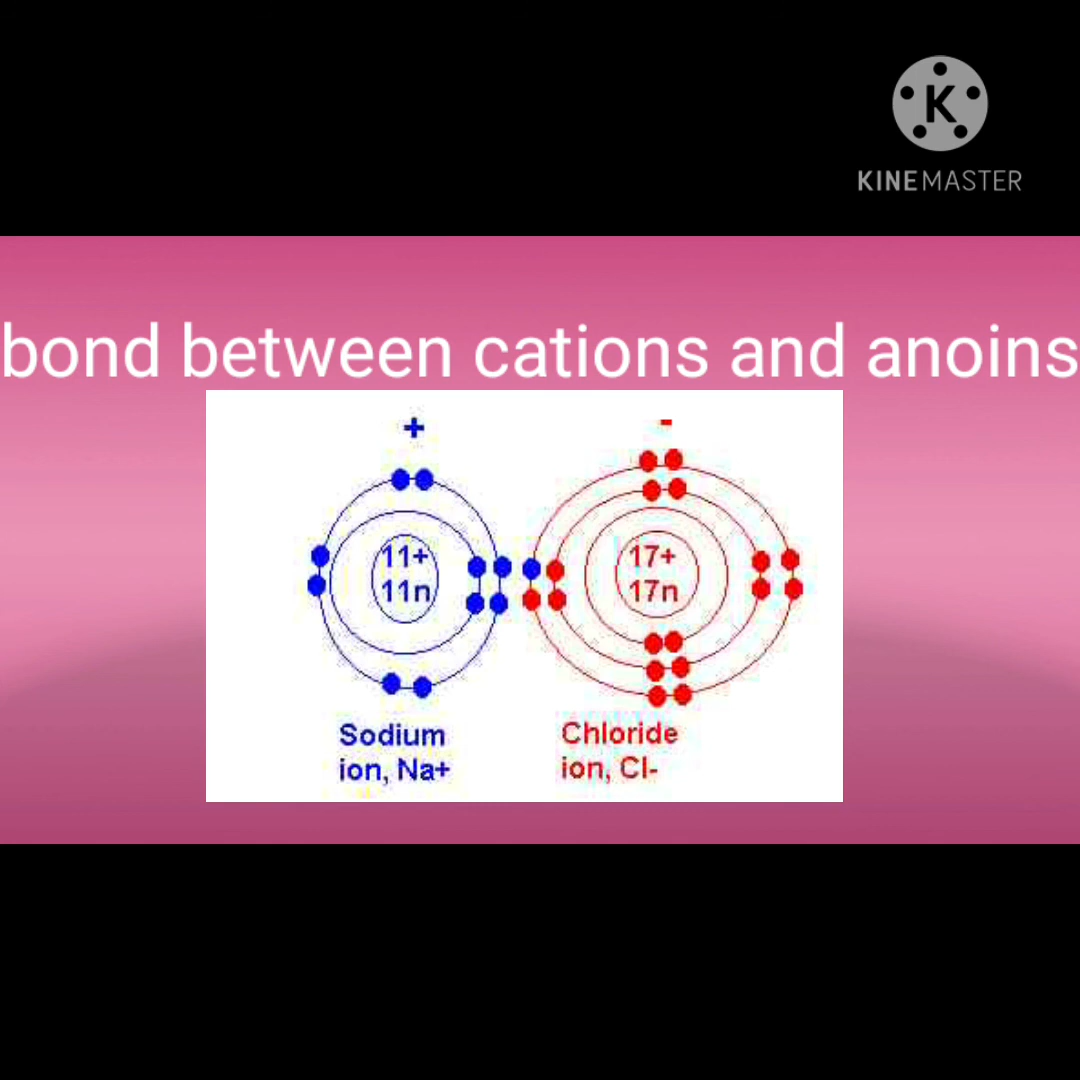 K
KINEMASTER
bond between cations and anoins
+ -
11+
11n
17+
17n
Sodium
ion, Na+
Chloride
ion, Cl-